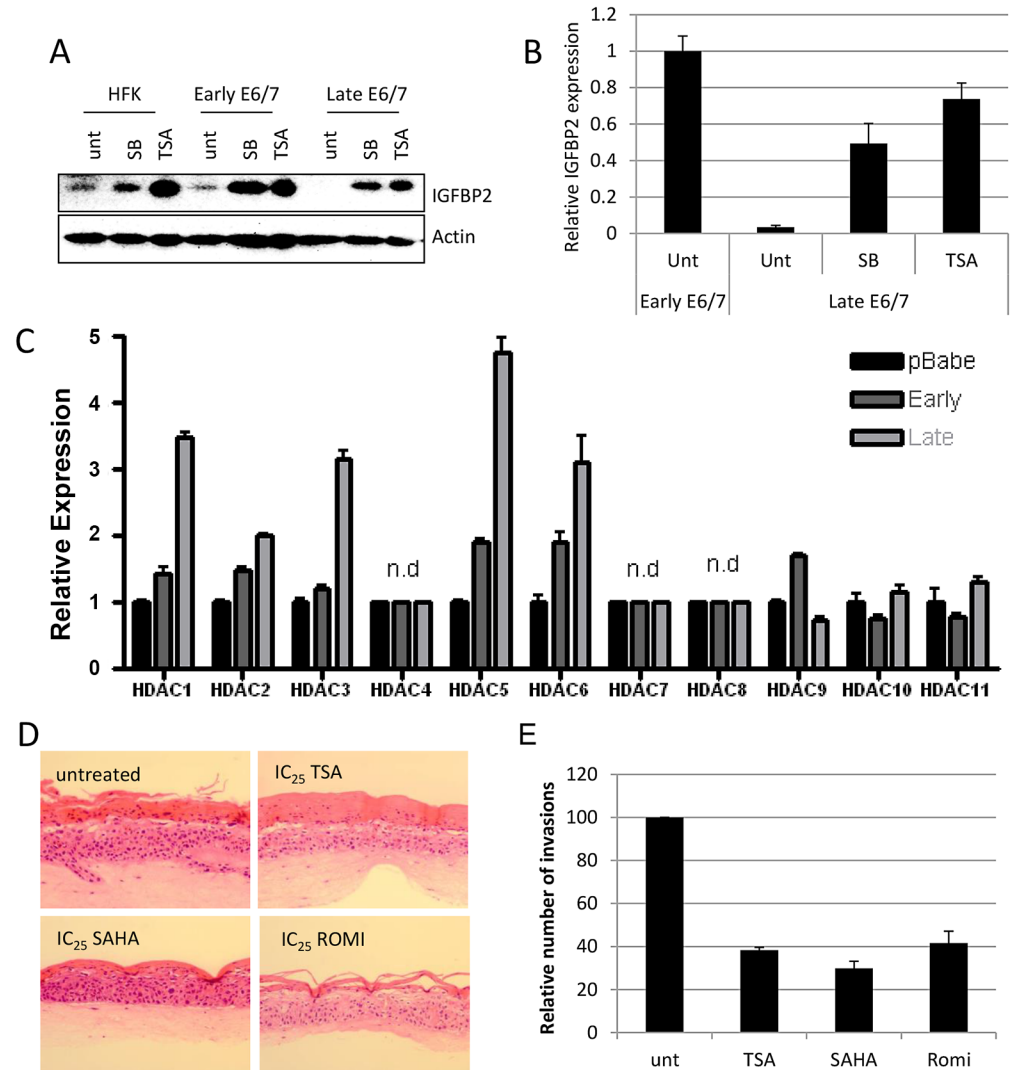 A
HFK
Early E6/7
Late E6/7
unt
SB
TSA
unt
SB
TSA
unt
SB
TSA
IGFBP2
Actin
B
Relative IGFBP2 expression
1.2
1
0.8
0.6
0.4
0.2
0
Unt
Unt
SB
TSA
Early E6/7
Late E6/7
C
Relative Expression
5
4
3
2
1
0
pBabe
Early
Late
n.d
n.d
n.d
HDAC1
HDAC2
HDAC3
HDAC4
HDAC5
HDAC6
HDAC7
HDAC8
HDAC9
HDAC10
HDAC11
D
untreated
IC25 TSA
IC25 SAHA
IC25 ROMI
E
Relative number of invasions
120
100
80
60
40
20
0
unt
TSA
SAHA
Romi